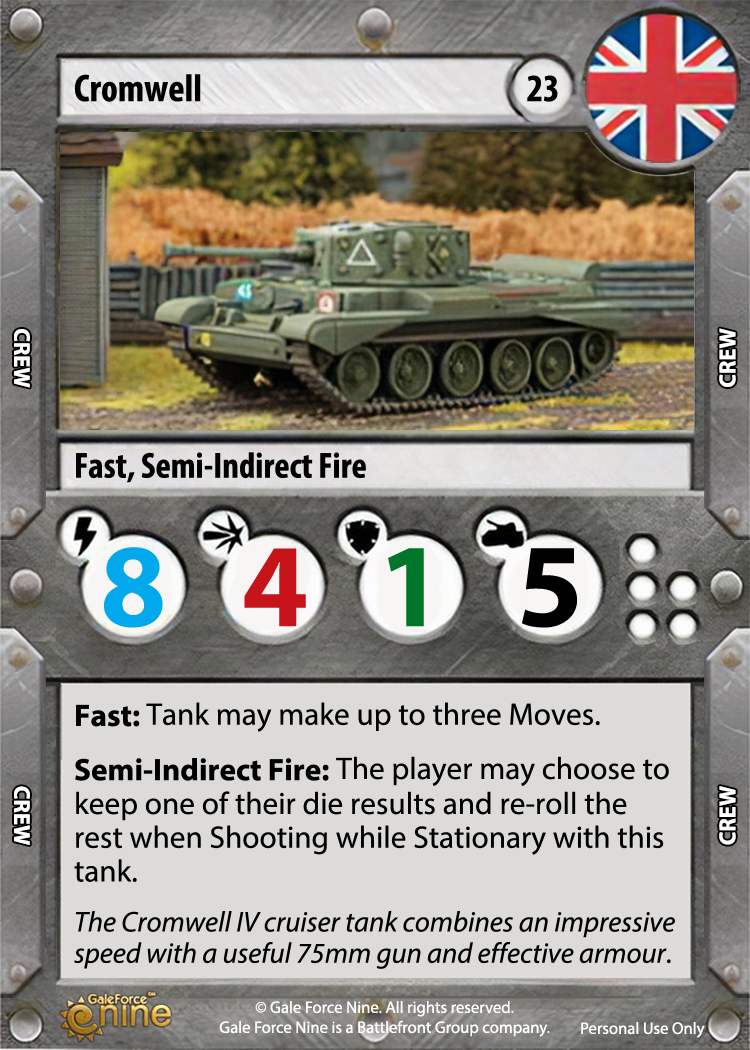 Cromwell
23
CREW
CREW
Fast, Semi-Indirect Fire
8 4 1 5
Fast: Tank may make up to three Moves.
Semi-Indirect Fire: The player may choose to
keep one of their die results and re-roll the
rest when Shooting while Stationary with this
tank.
CREW
CREW
The Cromwell IV cruiser tank combines an impressive
speed with a useful 75mm gun and effective armour.
GaleForce™
nine
© Gale Force Nine. All rights reserved.
Gale Force Nine is a Battlefront Group company.
Personal Use Only